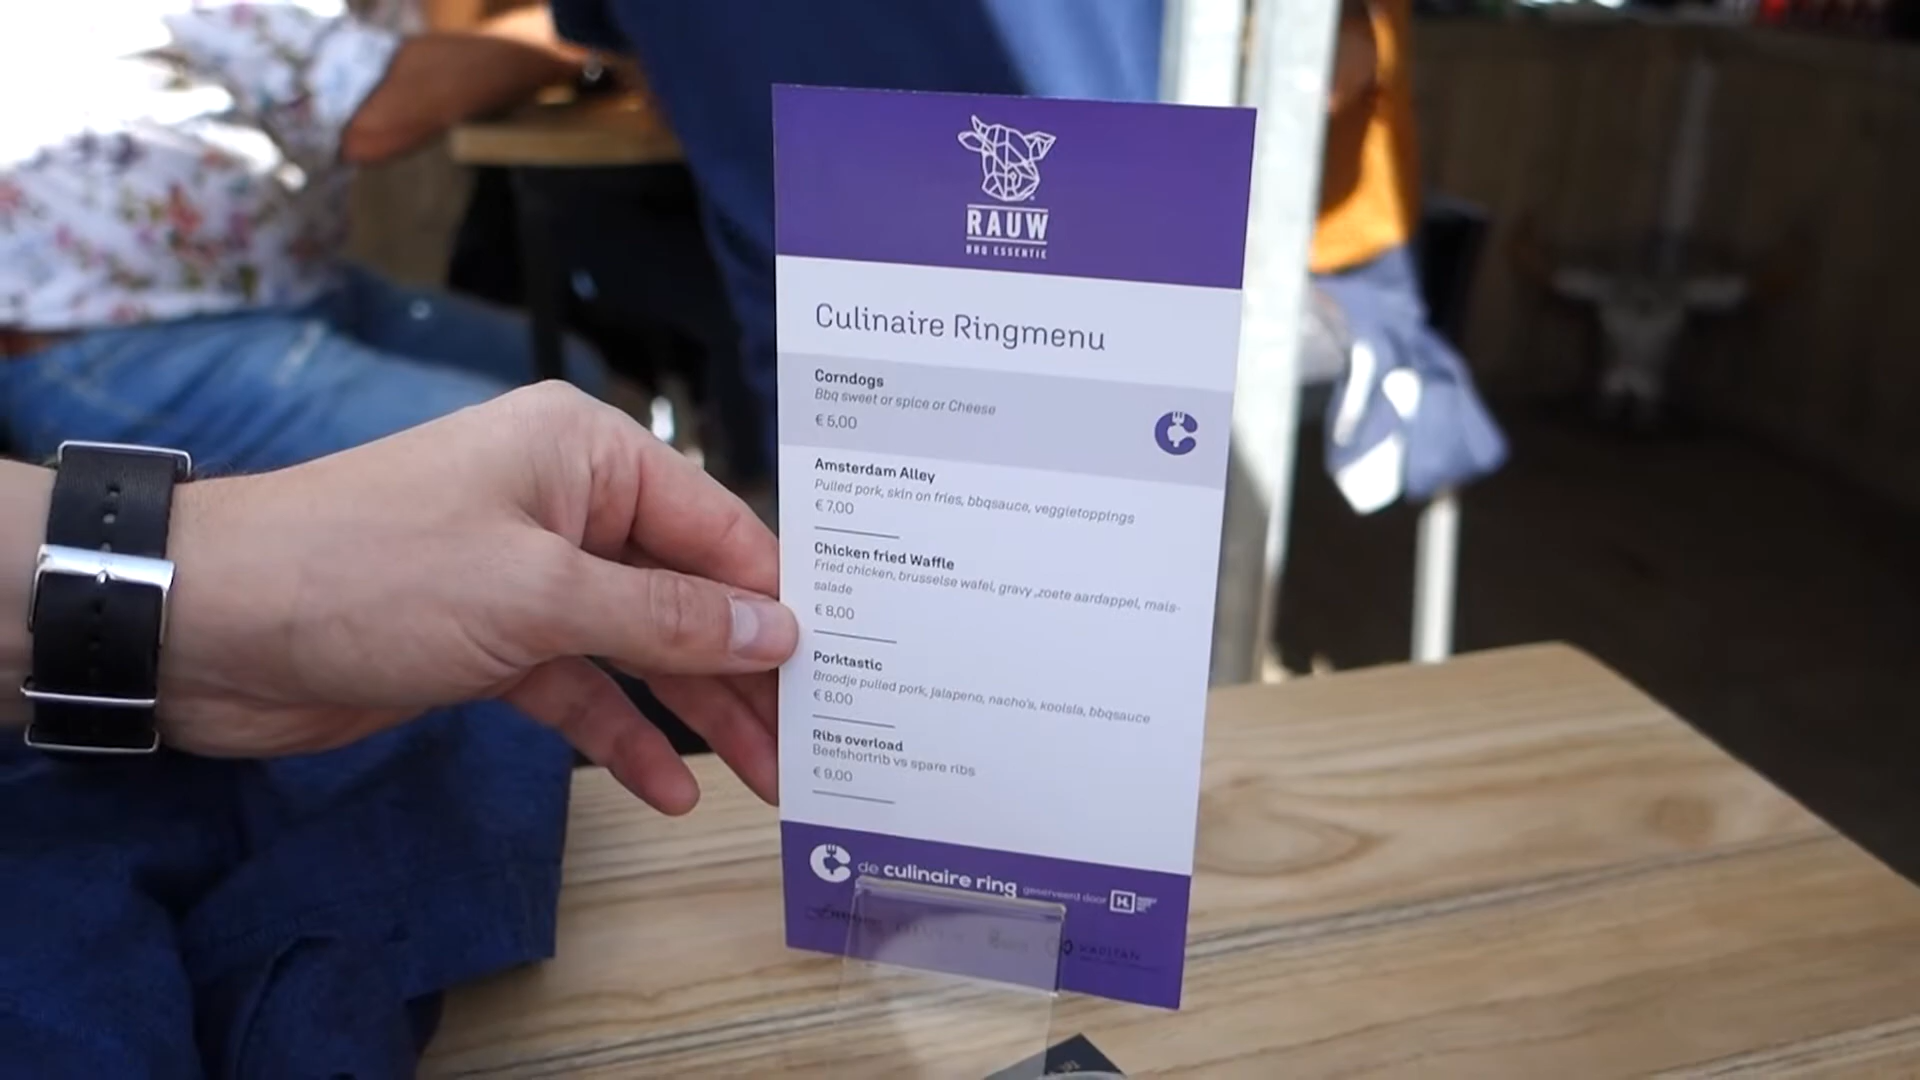 RAUW
BBQ ESSENTIE
Culinaire Ringmenu
Corndogs
Bbq sweet or spice or Cheese
€ 5,00
Amsterdam Alley
Pulled pork, skin on fries, bbqsauce, veggietoppings
€ 7,00
Chicken fried Waffle
Fried chicken, brusselse wafel, gravy ,zoete aardappel, mais-
salade
€ 8,00
Porktastic
Broodje pulled pork, jalapeno, nacho's, koolsla, bbqsauce
€ 8,00
Ribs overload
Beefshortrib vs spare ribs
€ 9,00
de culinaire ring geserveerd door
KAPITAN